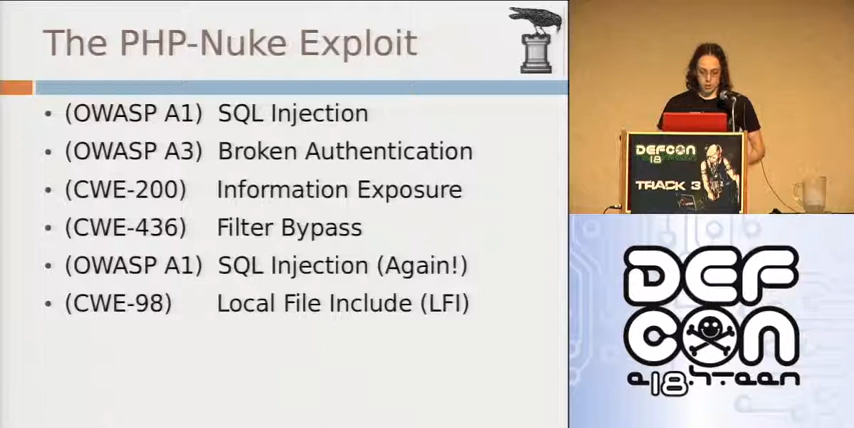 The PHP-Nuke Exploit
• (OWASP A1) SQL Injection
• (OWASP A3) Broken Authentication
• (CWE-200) Information Exposure
• (CWE-436) Filter Bypass
• (OWASP A1) SQL Injection (Again!)
• (CWE-98) Local File Include (LFI)
DEFCON
18
TRACK 3
DEF
CON
e18hteen